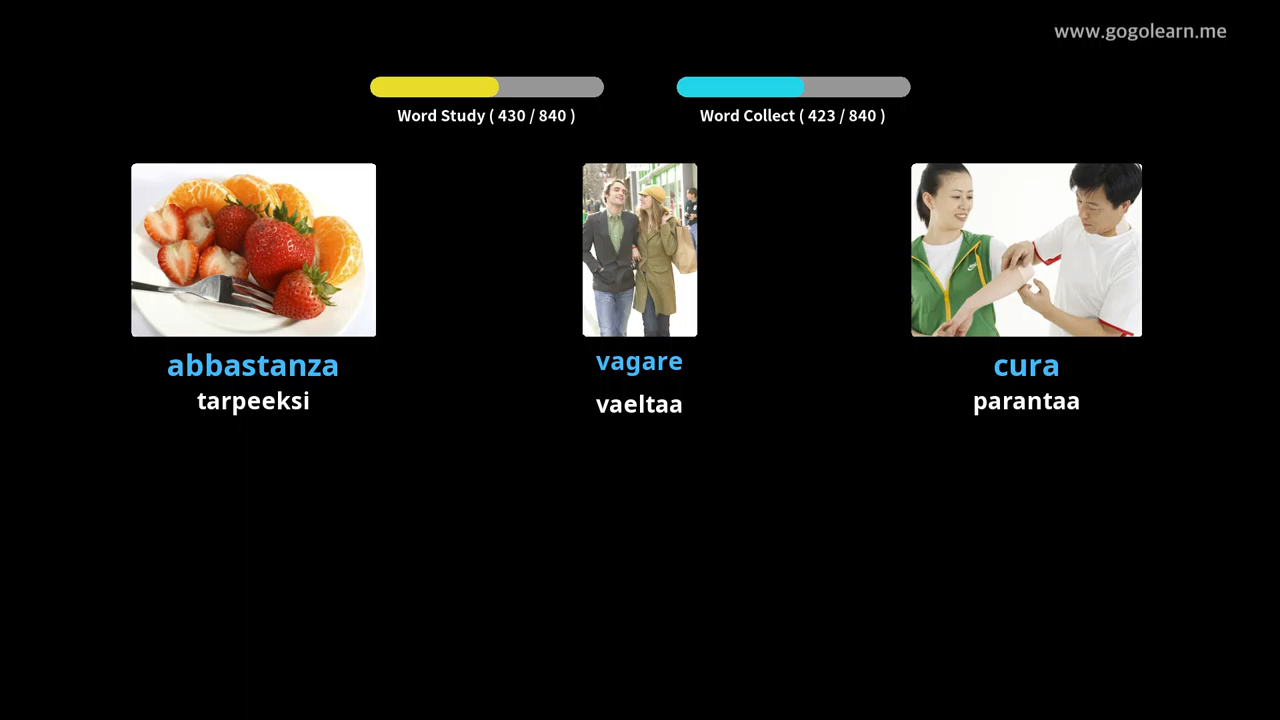 www.gogolearn.me
Word Study ( 430 / 840 )
Word Collect ( 423 / 840 )
abbastanza
tarpeeksi
vagare
vaeltaa
cura
parantaa